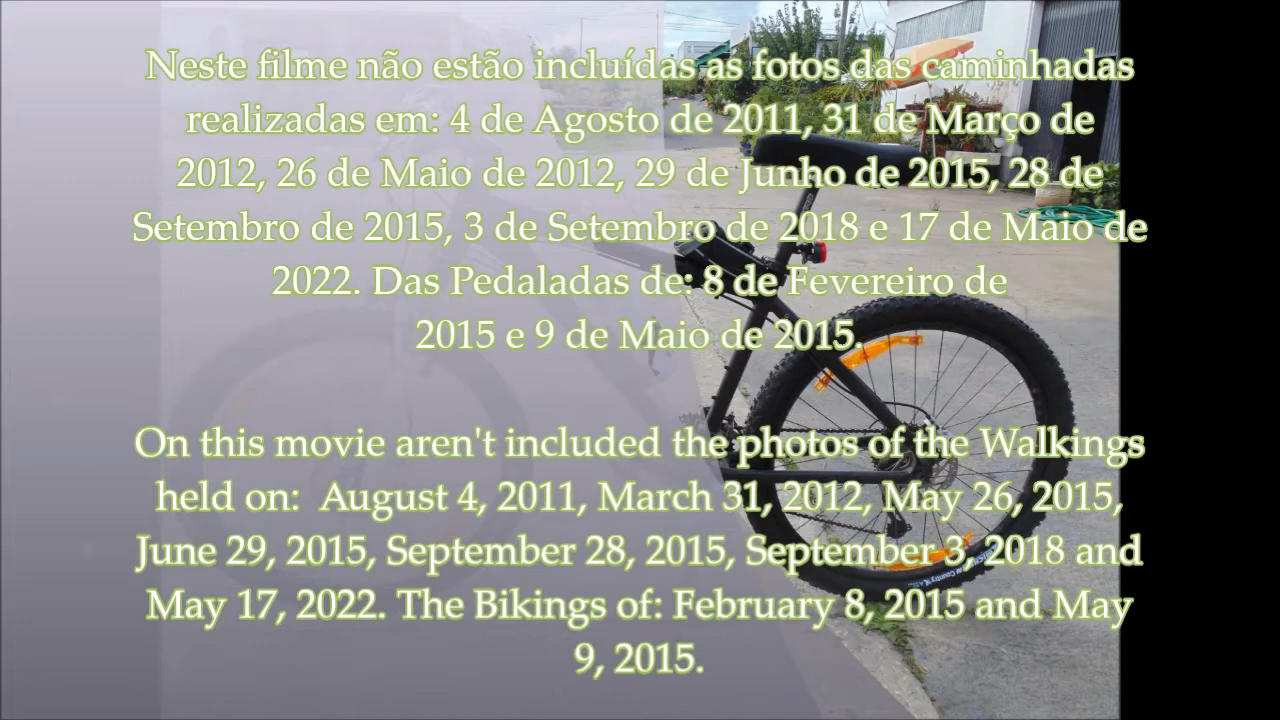 Neste filme não estão incluídas as fotos das caminhadas
realizadas em: 4 de Agosto de 2011, 31 de Março de
2012, 26 de Maio de 2012, 29 de Junho de 2015, 28 de
Setembro de 2015, 3 de Setembro de 2018 e 17 de Maio de
2022. Das Pedaladas de: 8 de Fevereiro de
2015 e 9 de Maio de 2015.
On this movie aren't included the photos of the Walkings
held on:  August 4, 2011, March 31, 2012, May 26, 2015,
June 29, 2015, September 28, 2015, September 3, 2018 and
May 17, 2022. The Bikings of: February 8, 2015 and May
9, 2015.